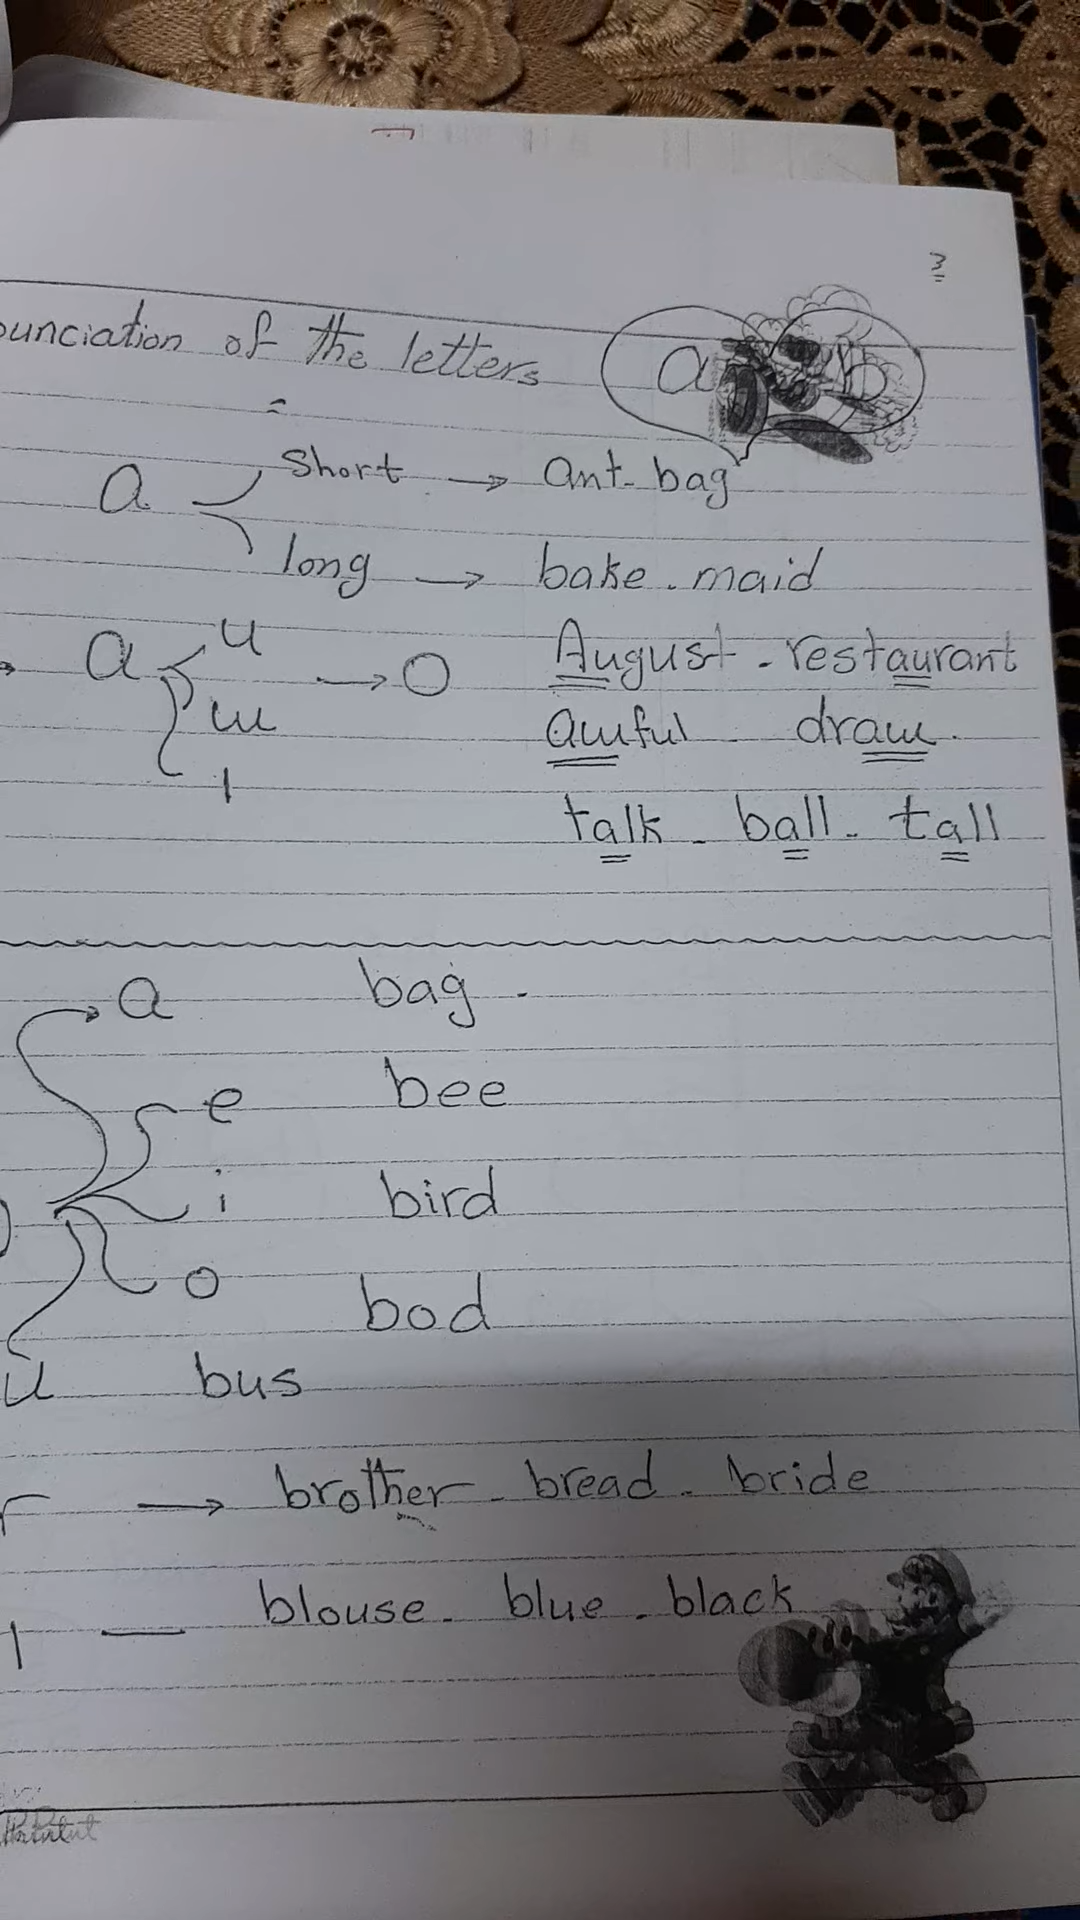 3
ounciation of the letters
a b
a short → ant - bag
long → bake . maid
a u → o August - restaurant
w awful - draw .
l talk - ball - tall
a bag .
e bee
i bird
o bod
u bus
r → brother - bread . bride
l — blouse . blue . black